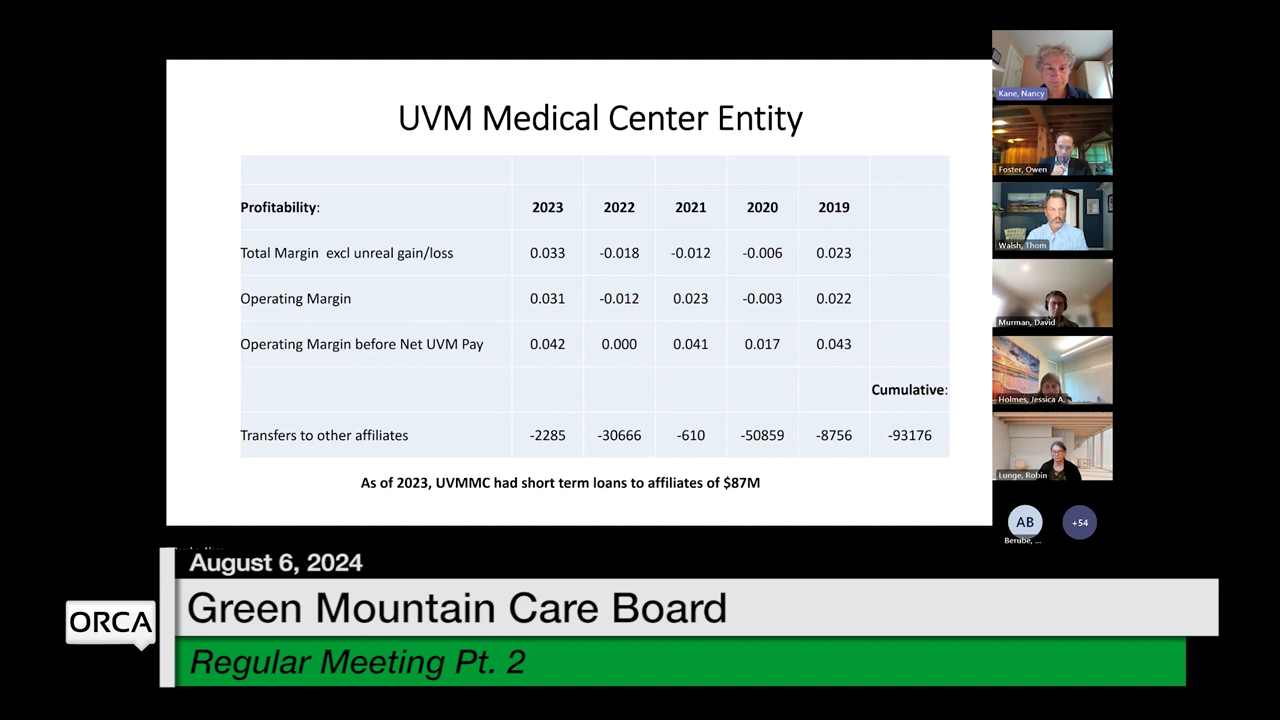 UVM Medical Center Entity
Profitability: 2023 2022 2021 2020 2019
Total Margin excl unreal gain/loss 0.033 -0.018 -0.012 -0.006 0.023
Operating Margin 0.031 -0.012 0.023 -0.003 0.022
Operating Margin before Net UVM Pay 0.042 0.000 0.041 0.017 0.043
Cumulative:
Transfers to other affiliates -2285 -30666 -610 -50859 -8756 -93176
As of 2023, UVMMC had short term loans to affiliates of $87M
Kane, Nancy
Foster, Owen
Walsh, Thom
Murman, David
Holmes, Jessica A.
Lunge, Robin
AB +54
Berube, ...
August 6, 2024
ORCA
Green Mountain Care Board
Regular Meeting Pt. 2